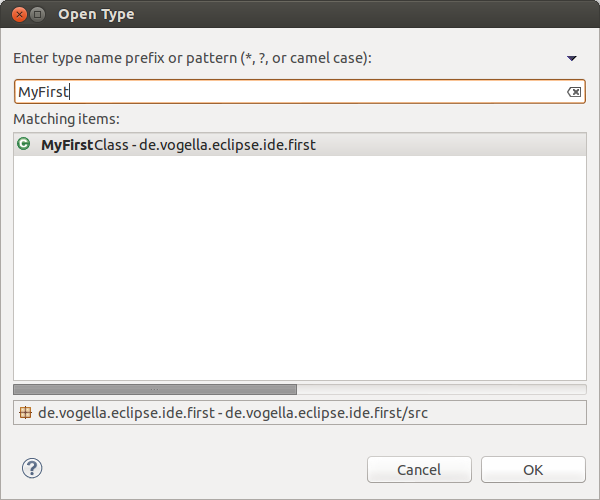 Open Type
Enter type name prefix or pattern (*, ?, or camel case):
MyFirst
Matching items:
C MyFirstClass - de.vogella.eclipse.ide.first
de.vogella.eclipse.ide.first - de.vogella.eclipse.ide.first/src
? Cancel OK